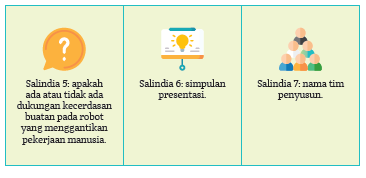 Salindia 5: apakah
ada atau tidak ada
dukungan kecerdasan
buatan pada robot
yang menggantikan
pekerjaan manusia.
Salindia 6: simpulan
presentasi.
Salindia 7: nama tim
penyusun.